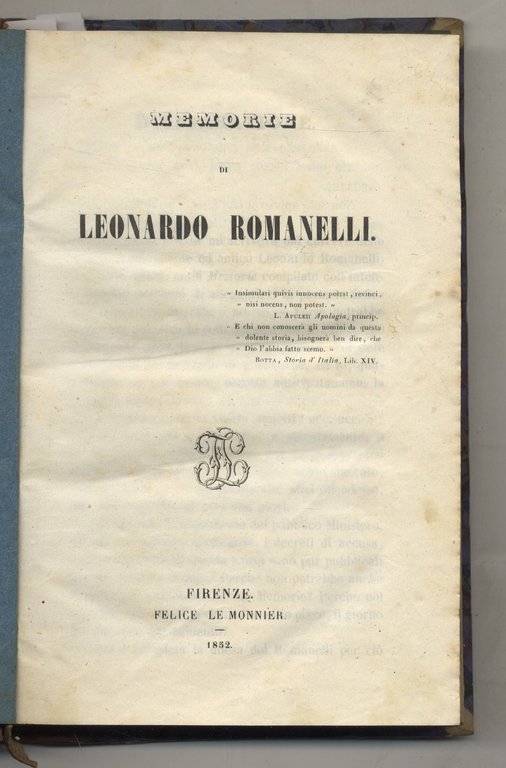 MEMORIE
DI
LEONARDO ROMANELLI.
» Insimulari quivis innocens potest, revinci,
» nisi nocens, non potest. »
L. APULEII Apologia, princip.
« E chi non conoscerà gli uomini da questa
» dolente storia, bisognerà ben dire, che
» Dio l'abbia fatto scemo. »
BOTTA, Storia d' Italia, Lib. XIV.
FIRENZE.
FELICE LE MONNIER
1852.